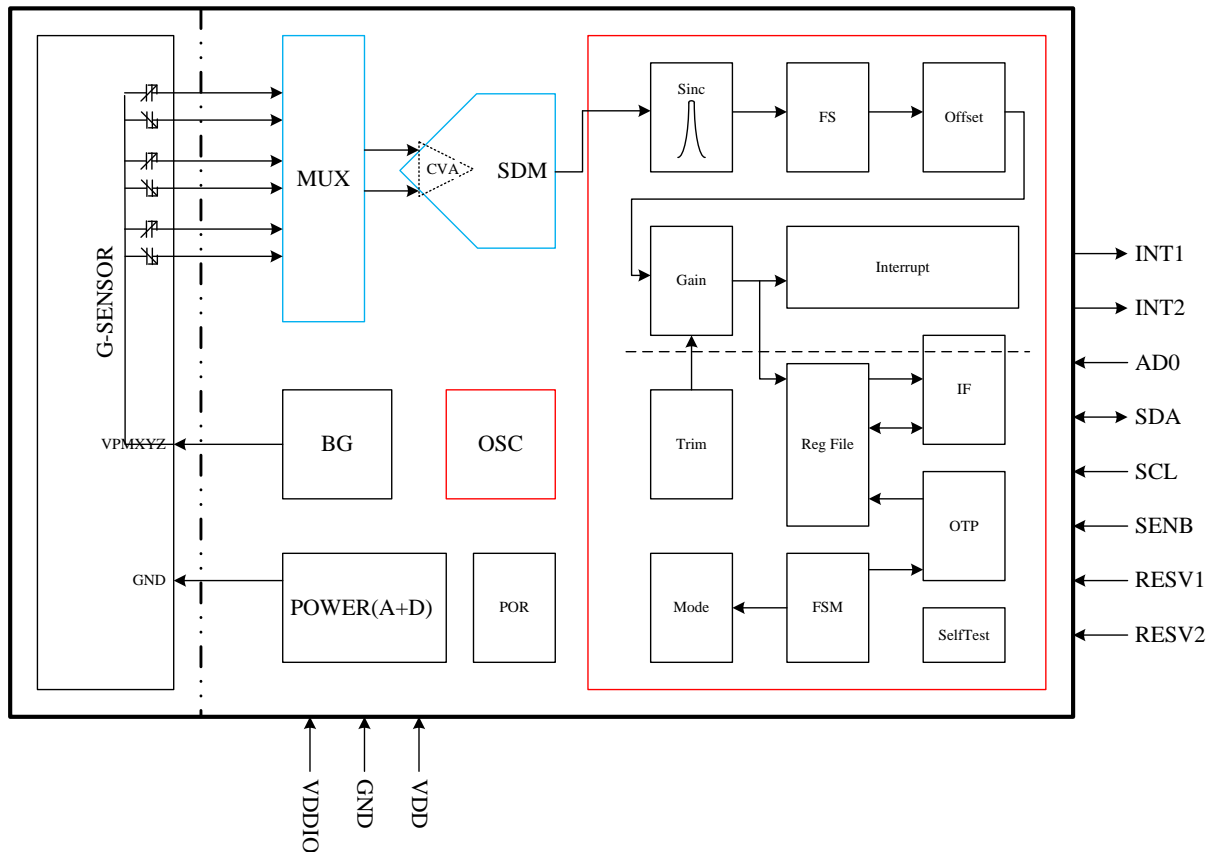 G-SENSOR
VPMXYZ
GND
MUX
CVA
SDM
BG
OSC
POWER(A+D)
POR
Sinc
FS
Offset
Gain
Interrupt
Trim
Reg File
IF
OTP
Mode
FSM
SelfTest
INT1
INT2
AD0
SDA
SCL
SENB
RESV1
RESV2
VDDIO
GND
VDD